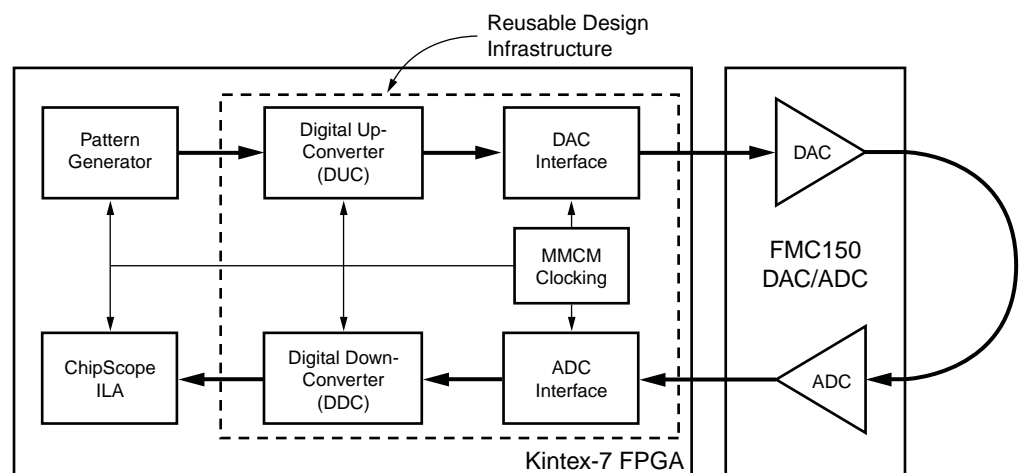 Reusable Design
Infrastructure
Pattern
Generator
Digital Up-
Converter
(DUC)
DAC
Interface
DAC
MMCM
Clocking
FMC150
DAC/ADC
ChipScope
ILA
Digital Down-
Converter
(DDC)
ADC
Interface
ADC
Kintex-7 FPGA